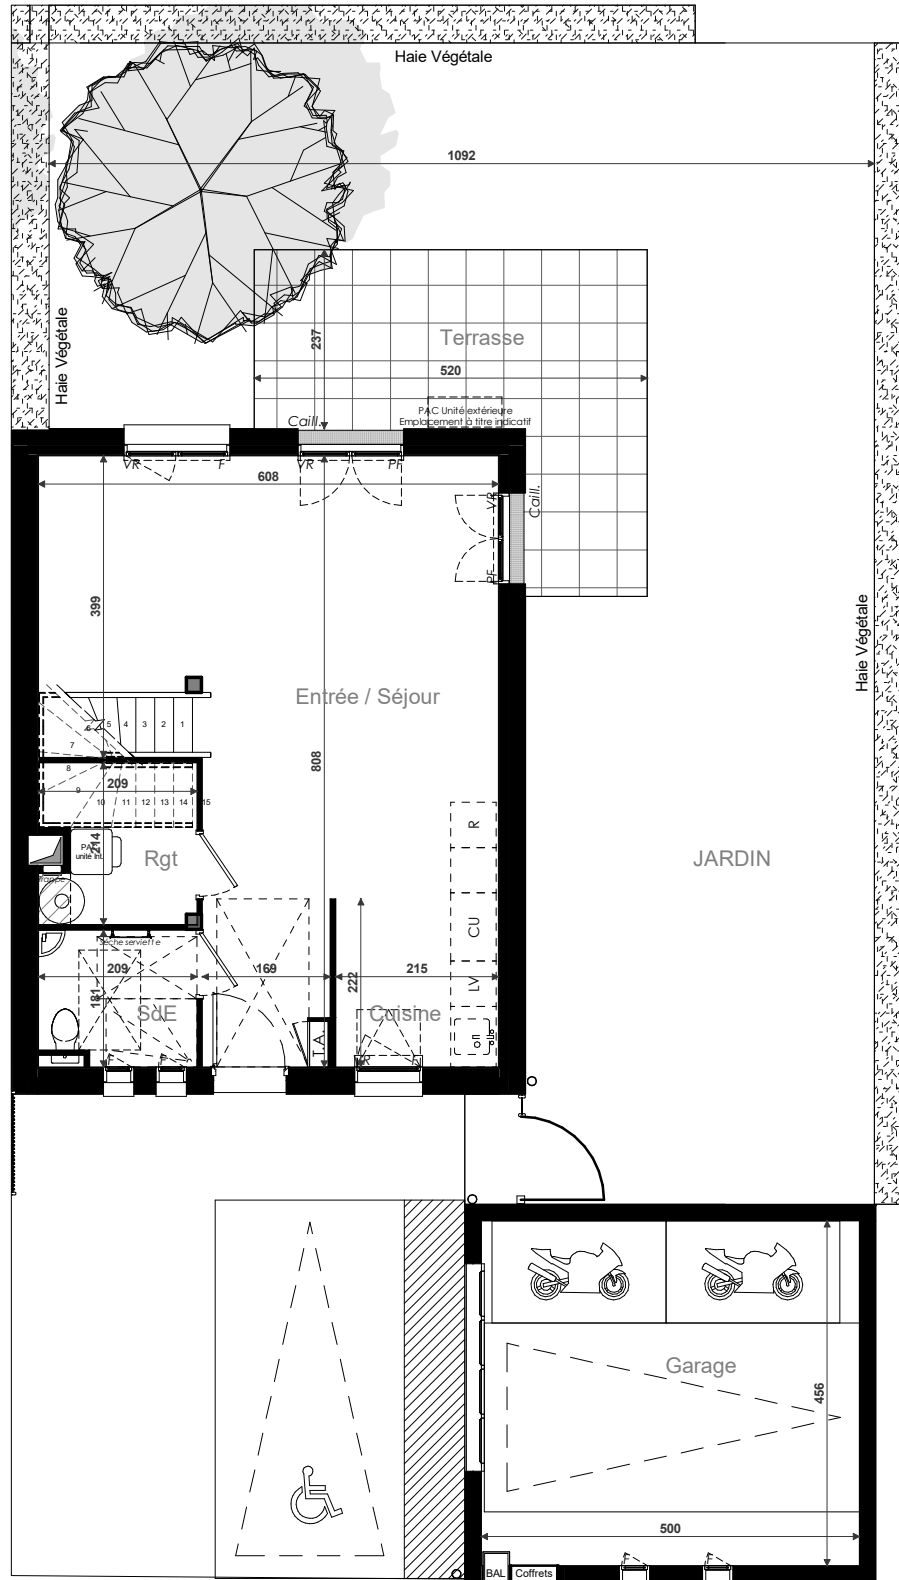 Haie Végétale
1092
Haie Végétale
237
Terrasse
520
PAC Unité extérieure
Emplacement à titre indicatif
Caill.
VR
F
VR
PF
608
VR
Caill.
PF
399
Haie Végétale
Entrée / Séjour
6
5
4
3
2
1
7
808
8
209
9
10
11
12
13
14
15
R
214
Rgt
JARDIN
unité Int.
CU
Sèche serviette
209
169
222
215
LV
181
SdE
Cuisine
T.A.
F
F
Garage
456
500
F
F
BAL
Coffrets